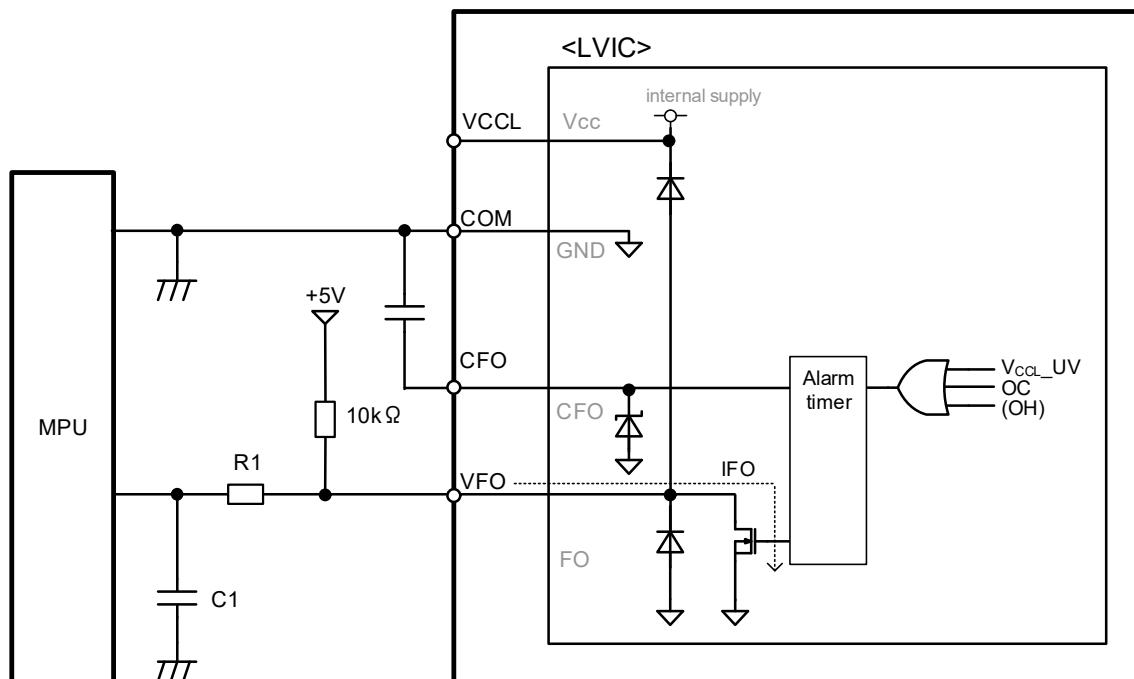 <LVIC>
internal supply
VCCL
Vcc
COM
GND
+5V
CFO
Alarm
timer
VCCL_UV
OC
(OH)
10kΩ
CFO
MPU
R1
VFO
IFO
FO
C1